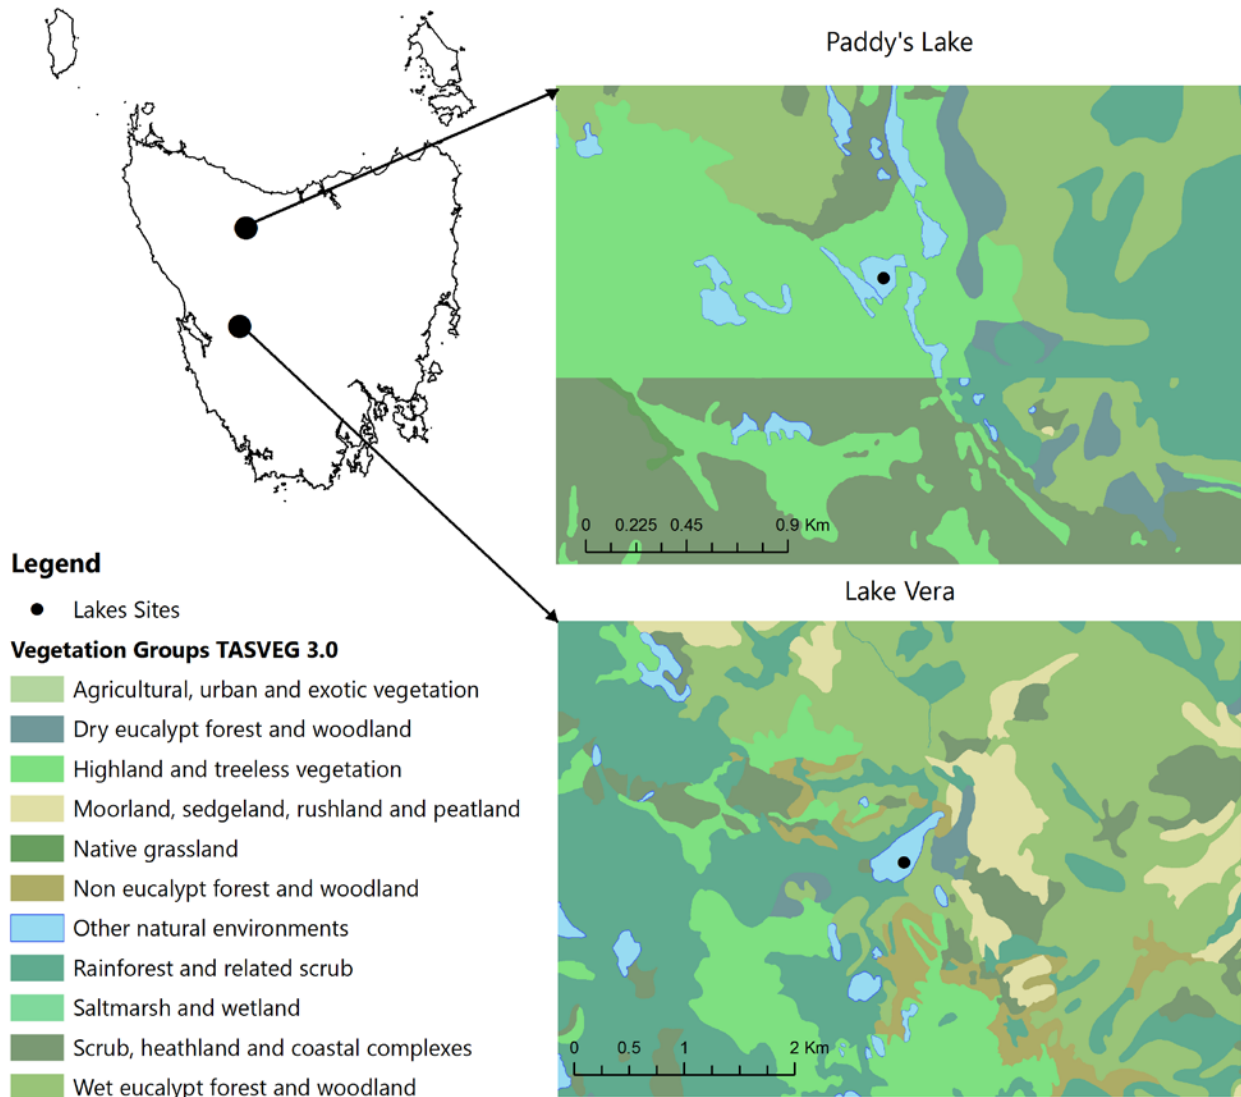 Paddy's Lake
0 0.225 0.45 0.9 Km
Lake Vera
0 0.5 1 2 Km
Legend
Lakes Sites
Vegetation Groups TASVEG 3.0
Agricultural, urban and exotic vegetation
Dry eucalypt forest and woodland
Highland and treeless vegetation
Moorland, sedgeland, rushland and peatland
Native grassland
Non eucalypt forest and woodland
Other natural environments
Rainforest and related scrub
Saltmarsh and wetland
Scrub, heathland and coastal complexes
Wet eucalypt forest and woodland